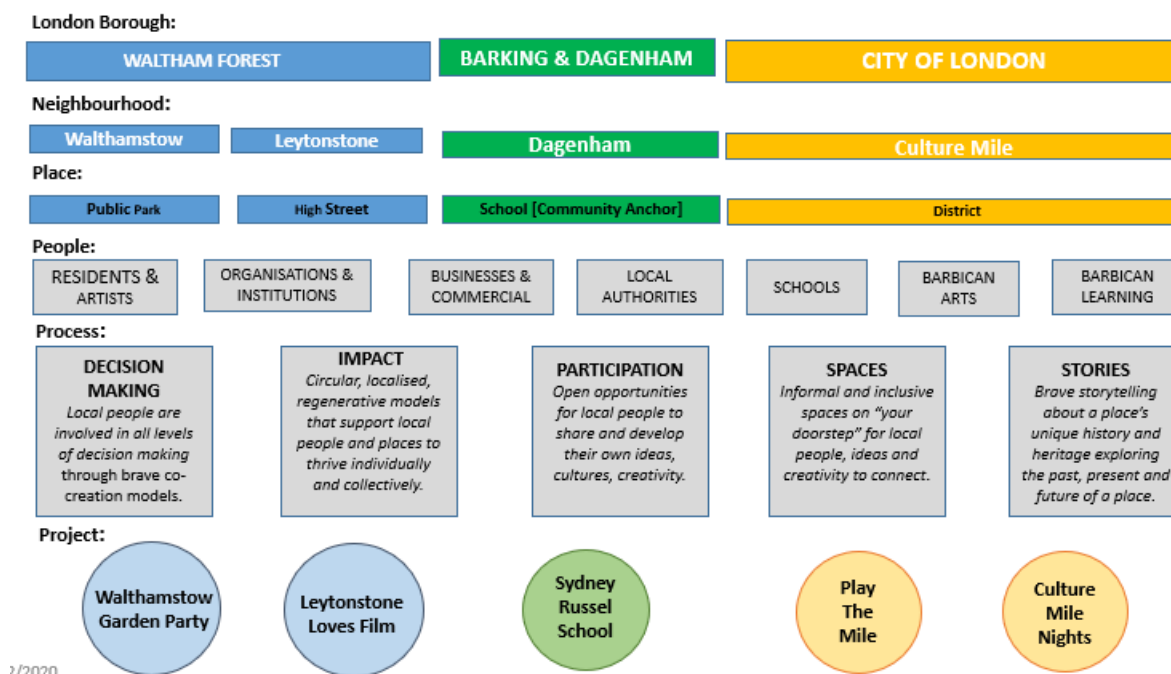 London Borough:
WALTHAM FOREST
BARKING & DAGENHAM
CITY OF LONDON
Neighbourhood:
Walthamstow
Leytonstone
Dagenham
Culture Mile
Place:
Public Park
High Street
School [Community Anchor]
District
People:
RESIDENTS &
ARTISTS
ORGANISATIONS &
INSTITUTIONS
BUSINESSES &
COMMERCIAL
LOCAL
AUTHORITIES
SCHOOLS
BARBICAN
ARTS
BARBICAN
LEARNING
Process:
DECISION
MAKING
Local people are
involved in all levels
of decision making
through brave co-
creation models.
IMPACT
Circular, localised,
regenerative models
that support local
people and places to
thrive individually
and collectively.
PARTICIPATION
Open opportunities
for local people to
share and develop
their own ideas,
cultures, creativity.
SPACES
Informal and inclusive
spaces on “your
doorstep” for local
people, ideas and
creativity to connect.
STORIES
Brave storytelling
about a place’s
unique history and
heritage exploring
the past, present and
future of a place.
Project:
Walthamstow
Garden Party
Leytonstone
Loves Film
Sydney
Russel
School
Play
The
Mile
Culture
Mile
Nights
2/2020